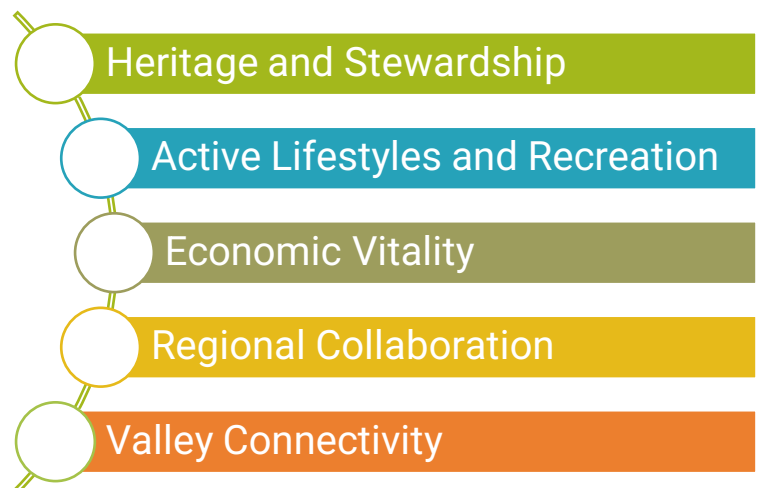 Heritage and Stewardship
Active Lifestyles and Recreation
Economic Vitality
Regional Collaboration
Valley Connectivity